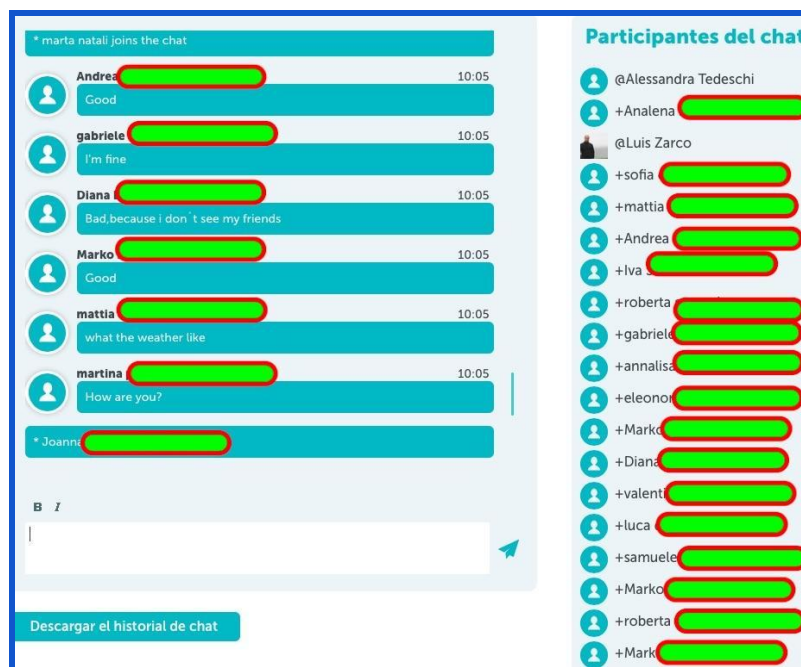 * marta natali joins the chat
Andrea
10:05
Good
gabriele
10:05
I'm fine
Diana
10:05
Bad,because i don´t see my friends
Marko
10:05
Good
mattia
10:05
what the weather like
martina
10:05
How are you?
* Joanna
B I
Descargar el historial de chat
Participantes del chat
@Alessandra Tedeschi
+Analena
@Luis Zarco
+sofia
+mattia
+Andrea
+Iva
+roberta
+gabriele
+annalisa
+eleonor
+Marko
+Diana
+valenti
+luca
+samuele
+Marko
+roberta
+Mark